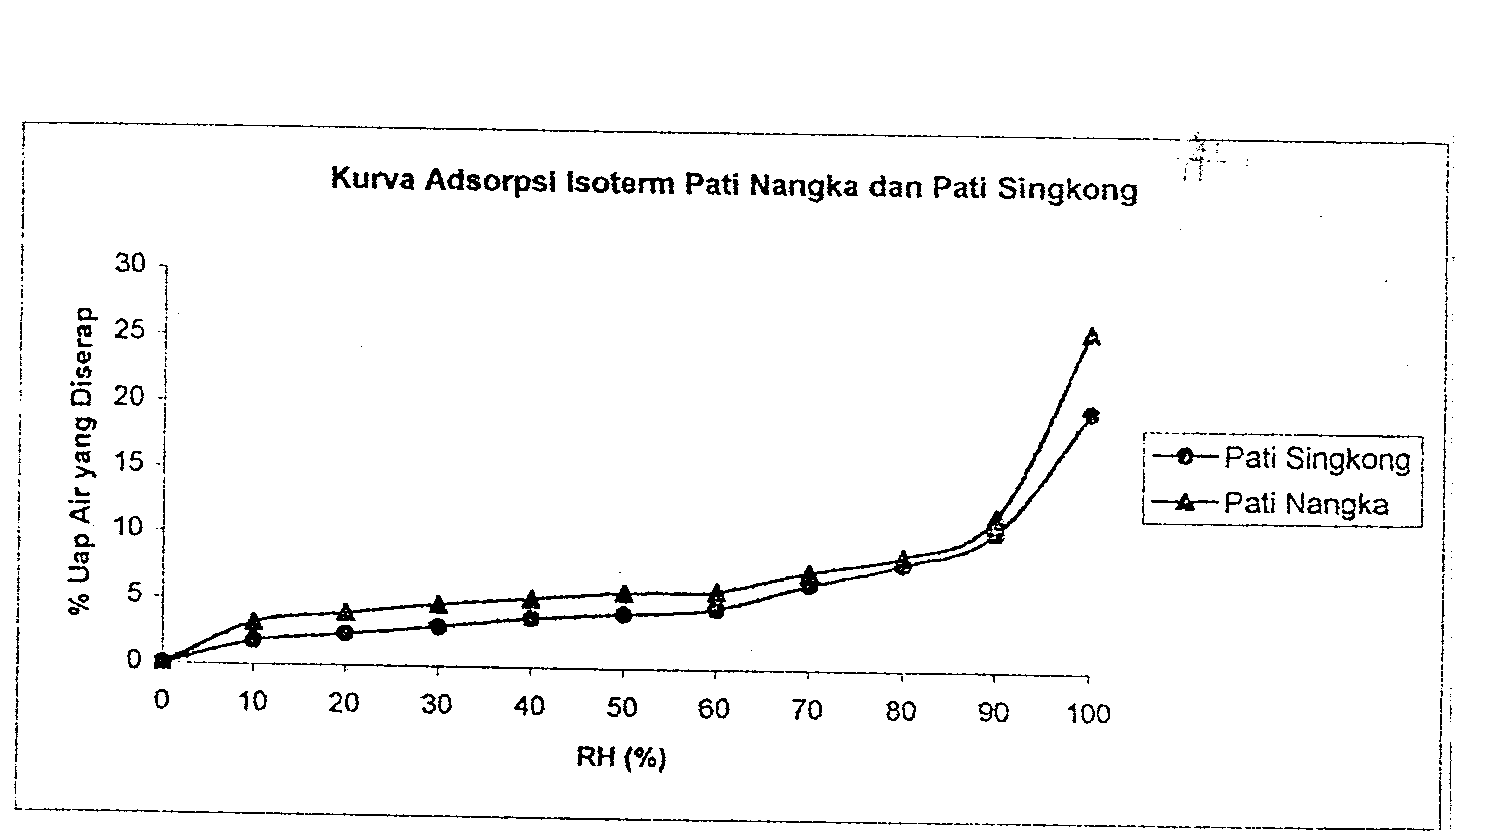 Kurva Adsorpsi Isoterm Pati Nangka dan Pati Singkong
30
25
20
15
10
5
0
% Uap Air yang Diserap
0 10 20 30 40 50 60 70 80 90 100
RH (%)
Pati Singkong
Pati Nangka